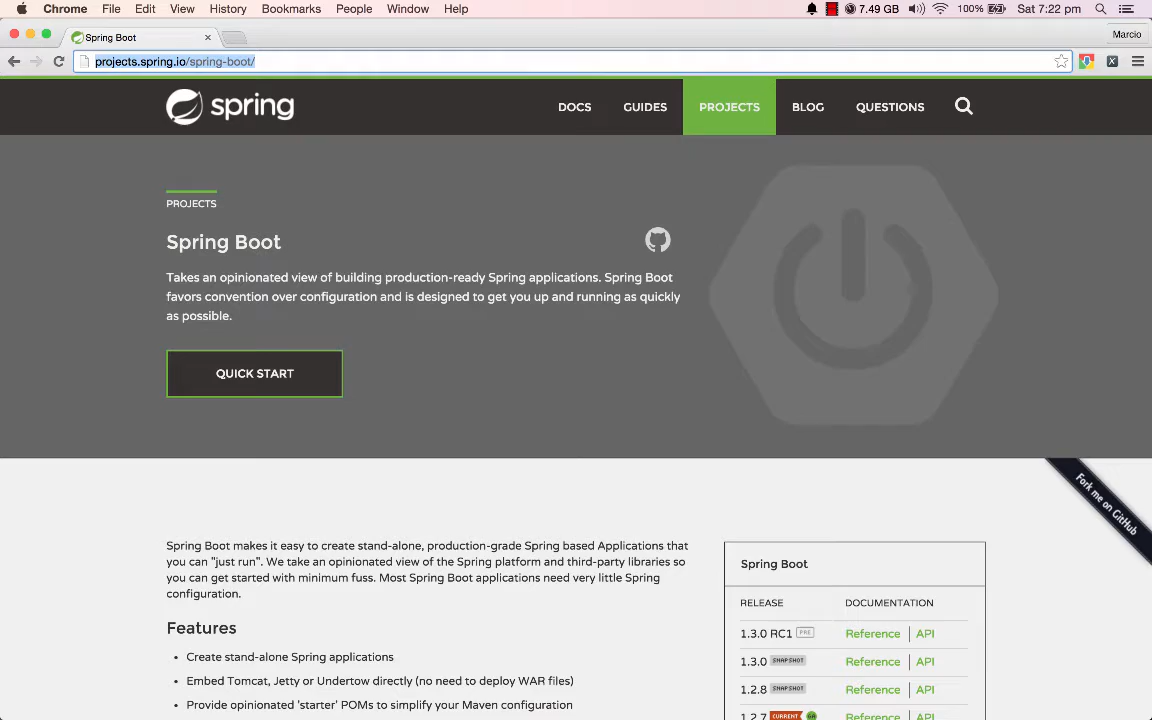 Chrome File Edit View History Bookmarks People Window Help 7.49 GB 100% Sat 7:22 pm
Spring Boot Marcio
projects.spring.io/spring-boot/
spring DOCS GUIDES PROJECTS BLOG QUESTIONS
PROJECTS
Spring Boot
Takes an opinionated view of building production-ready Spring applications. Spring Boot
favors convention over configuration and is designed to get you up and running as quickly
as possible.
QUICK START
Fork me on GitHub
Spring Boot makes it easy to create stand-alone, production-grade Spring based Applications that
you can "just run". We take an opinionated view of the Spring platform and third-party libraries so
you can get started with minimum fuss. Most Spring Boot applications need very little Spring
configuration.
Features
• Create stand-alone Spring applications
• Embed Tomcat, Jetty or Undertow directly (no need to deploy WAR files)
• Provide opinionated 'starter' POMs to simplify your Maven configuration
Spring Boot
RELEASE DOCUMENTATION
1.3.0 RC1 PRE Reference API
1.3.0 SNAPSHOT Reference API
1.2.8 SNAPSHOT Reference API
1.2.7 CURRENT GA Reference API